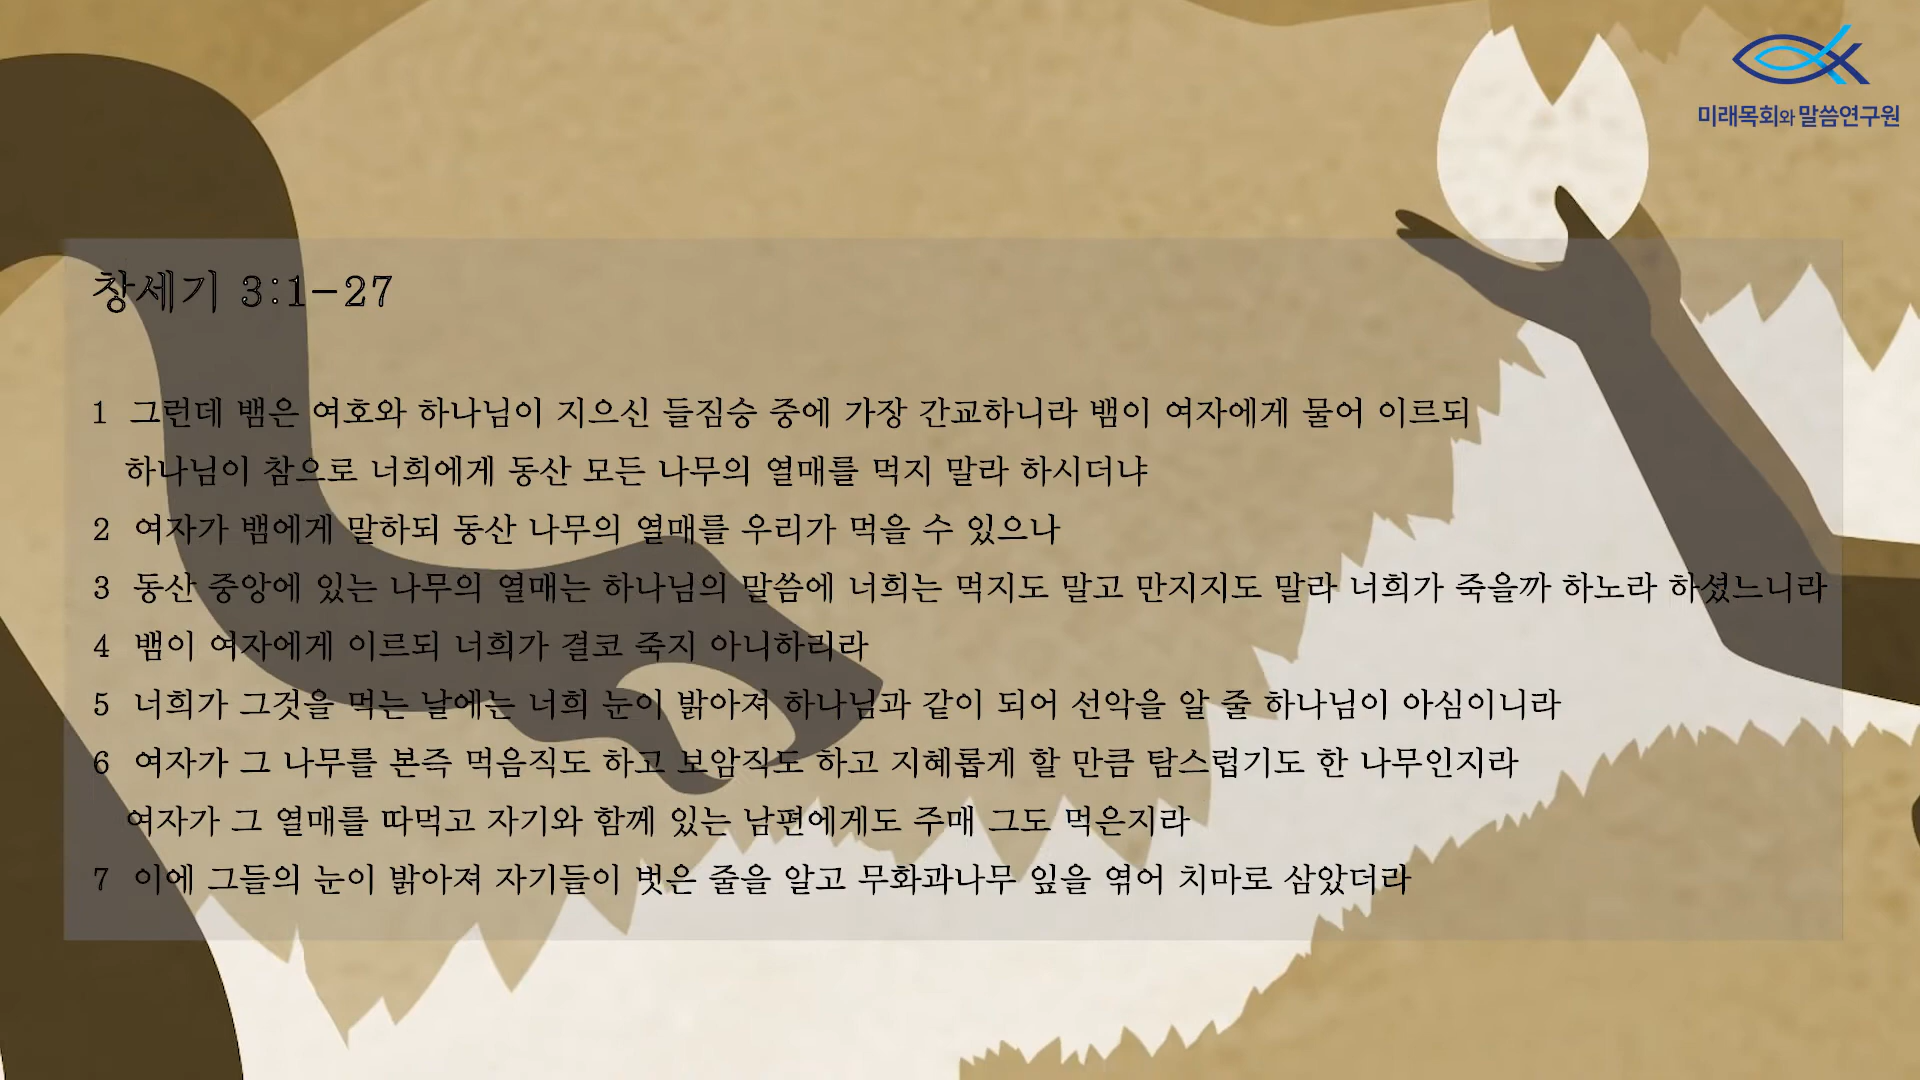 미래목회와 말씀연구원
창세기 3:1-27
1 그런데 뱀은 여호와 하나님이 지으신 들짐승 중에 가장 간교하니라 뱀이 여자에게 물어 이르되
하나님이 참으로 너희에게 동산 모든 나무의 열매를 먹지 말라 하시더냐
2 여자가 뱀에게 말하되 동산 나무의 열매를 우리가 먹을 수 있으나
3 동산 중앙에 있는 나무의 열매는 하나님의 말씀에 너희는 먹지도 말고 만지지도 말라 너희가 죽을까 하노라 하셨느니라
4 뱀이 여자에게 이르되 너희가 결코 죽지 아니하리라
5 너희가 그것을 먹는 날에는 너희 눈이 밝아져 하나님과 같이 되어 선악을 알 줄 하나님이 아심이니라
6 여자가 그 나무를 본즉 먹음직도 하고 보암직도 하고 지혜롭게 할 만큼 탐스럽기도 한 나무인지라
여자가 그 열매를 따먹고 자기와 함께 있는 남편에게도 주매 그도 먹은지라
7 이에 그들의 눈이 밝아져 자기들이 벗은 줄을 알고 무화과나무 잎을 엮어 치마로 삼았더라